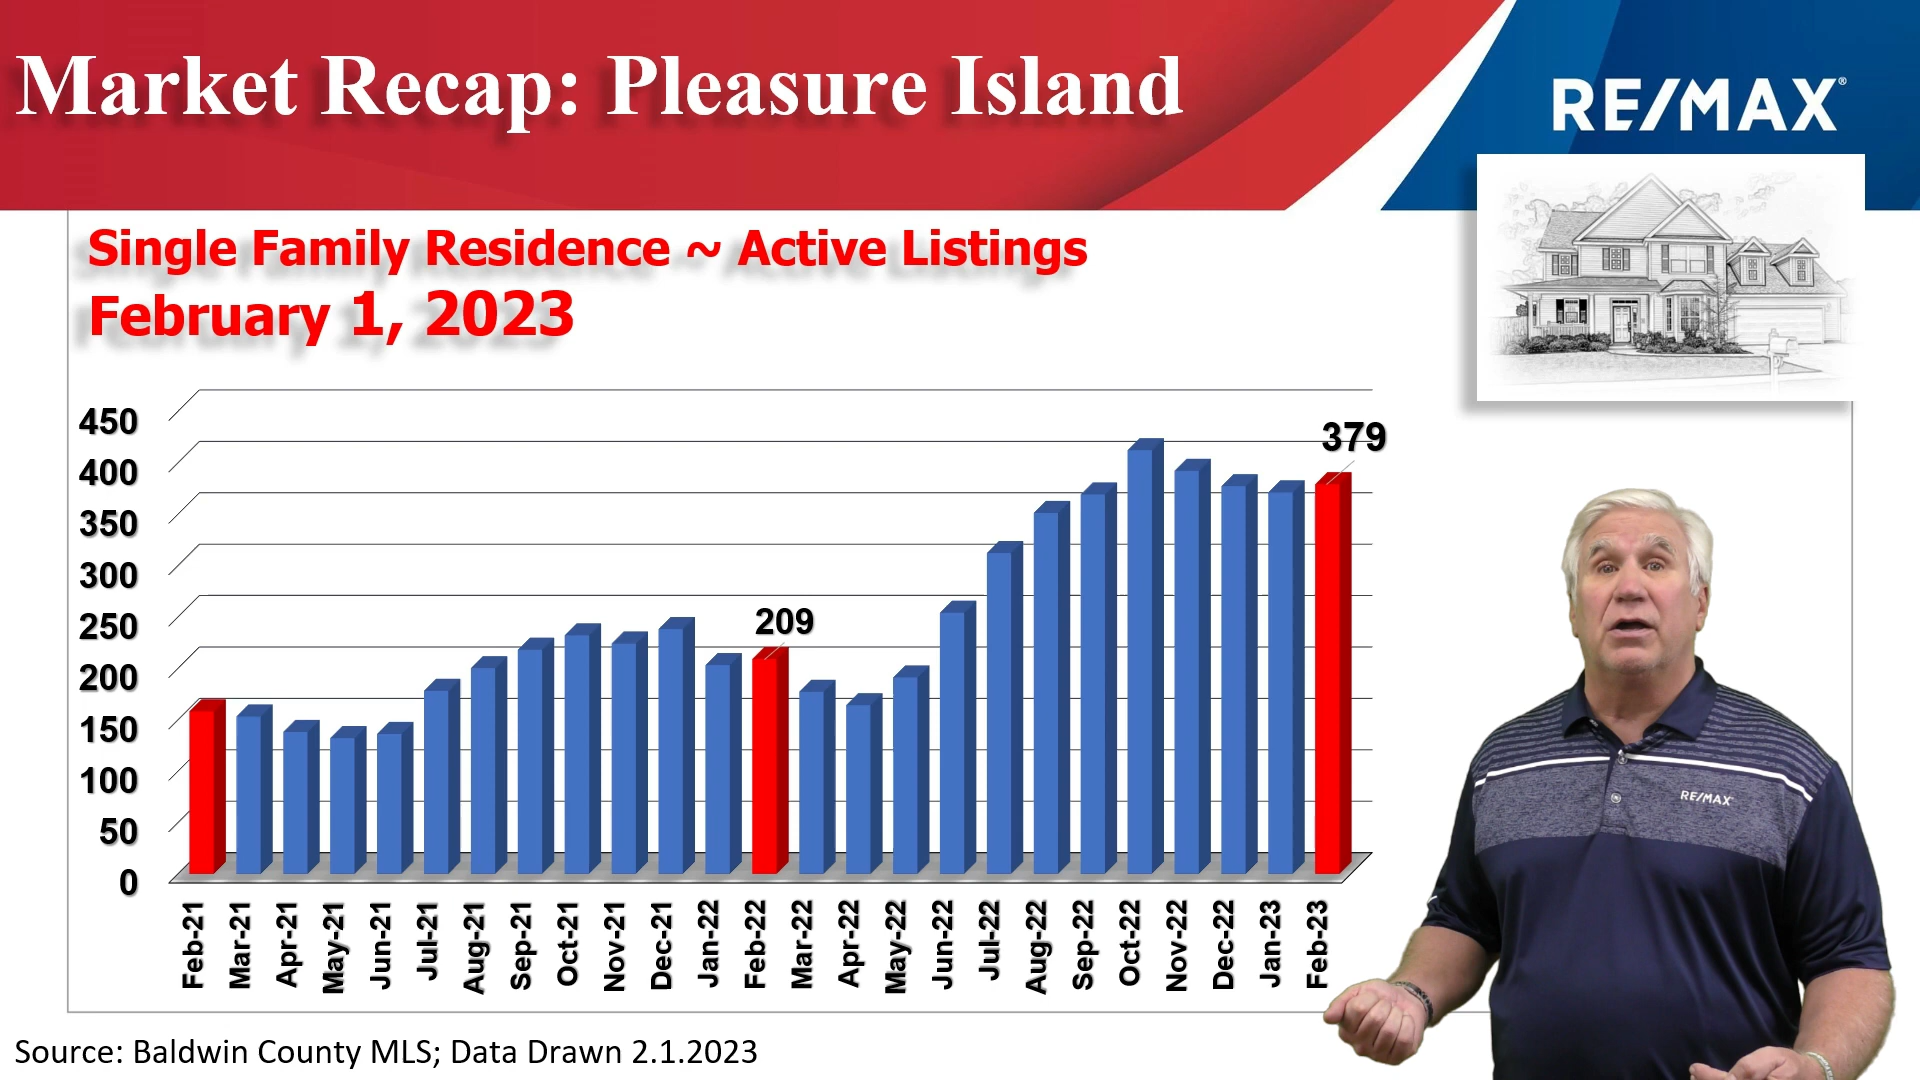 Market Recap: Pleasure Island
RE/MAX®
Single Family Residence ~ Active Listings
February 1, 2023
450
400
350
300
250
200
150
100
50
0
209
379
Feb-21
Mar-21
Apr-21
May-21
Jun-21
Jul-21
Aug-21
Sep-21
Oct-21
Nov-21
Dec-21
Jan-22
Feb-22
Mar-22
Apr-22
May-22
Jun-22
Jul-22
Aug-22
Sep-22
Oct-22
Nov-22
Dec-22
Jan-23
Feb-23
RE/MAX
Source: Baldwin County MLS; Data Drawn 2.1.2023